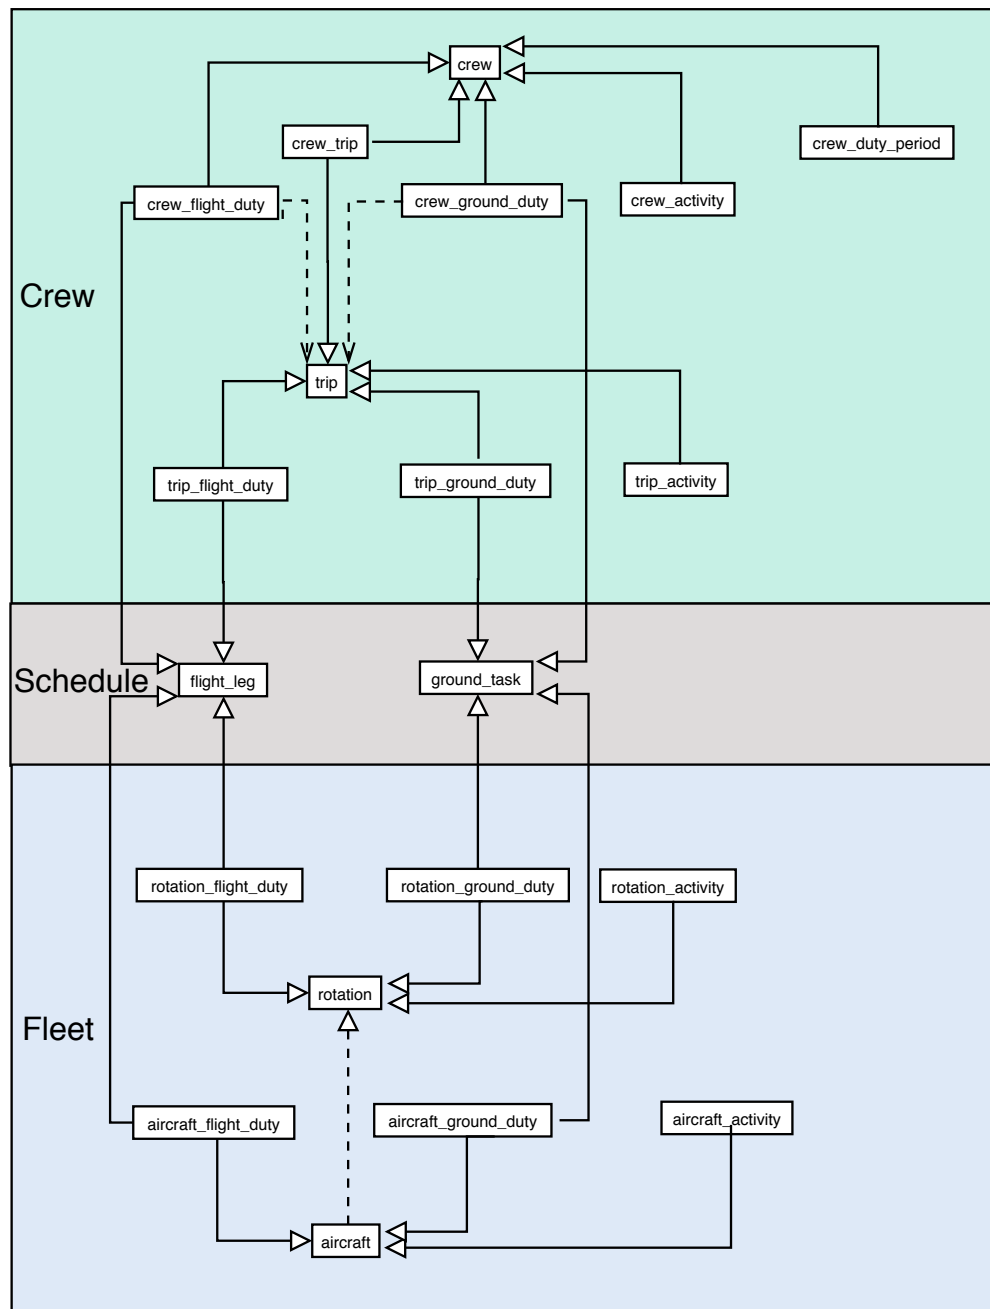 crew
crew_trip
crew_duty_period
crew_flight_duty
crew_ground_duty
crew_activity
Crew
trip
trip_flight_duty
trip_ground_duty
trip_activity
Schedule
flight_leg
ground_task
rotation_flight_duty
rotation_ground_duty
rotation_activity
rotation
Fleet
aircraft_flight_duty
aircraft_ground_duty
aircraft_activity
aircraft